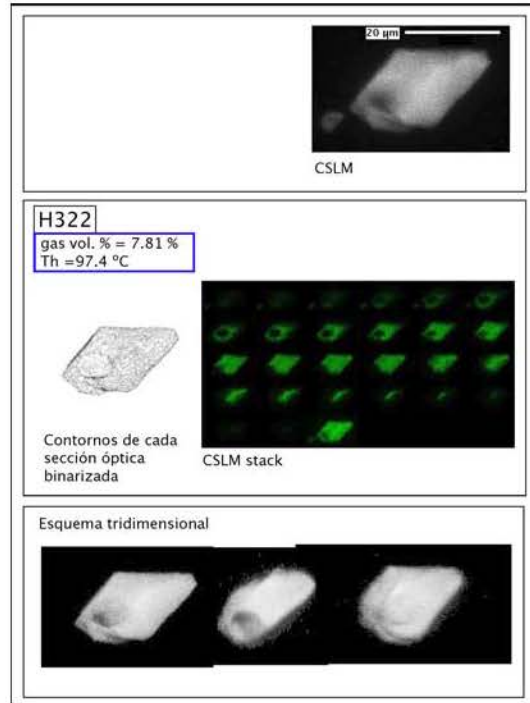 20 µm
CSLM
H322
gas vol. % = 7.81 %
Th =97.4 ºC
Contornos de cada
sección óptica
binarizada
CSLM stack
Esquema tridimensional